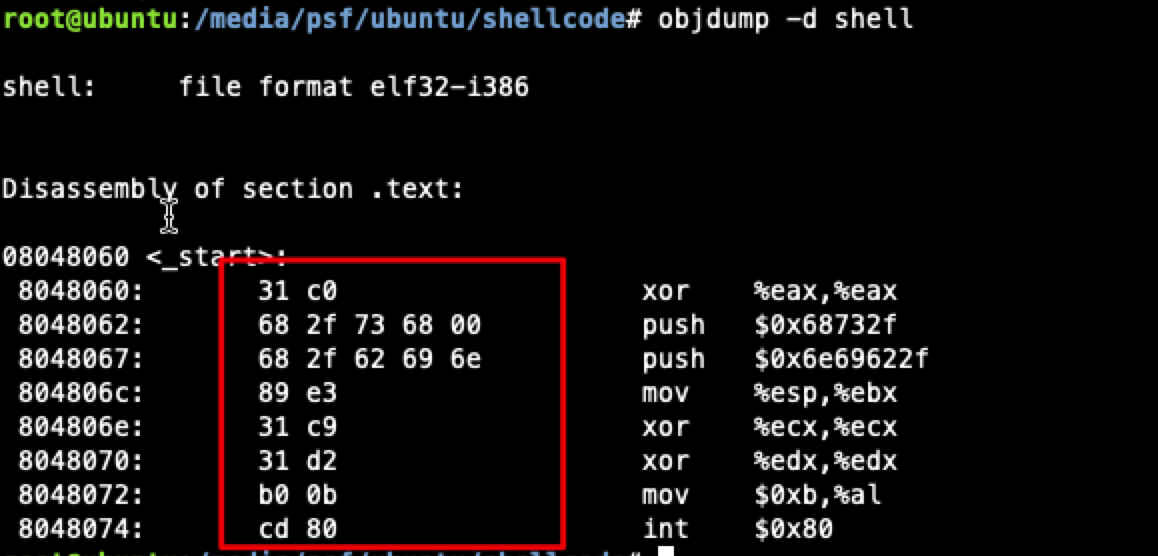 root@ubuntu:/media/psf/ubuntu/shellcode# objdump -d shell
shell:     file format elf32-i386
Disassembly of section .text:
08048060 <_start>:
 8048060:       31 c0                   xor    %eax,%eax
 8048062:       68 2f 73 68 00          push   $0x68732f
 8048067:       68 2f 62 69 6e          push   $0x6e69622f
 804806c:       89 e3                   mov    %esp,%ebx
 804806e:       31 c9                   xor    %ecx,%ecx
 8048070:       31 d2                   xor    %edx,%edx
 8048072:       b0 0b                   mov    $0xb,%al
 8048074:       cd 80                   int    $0x80